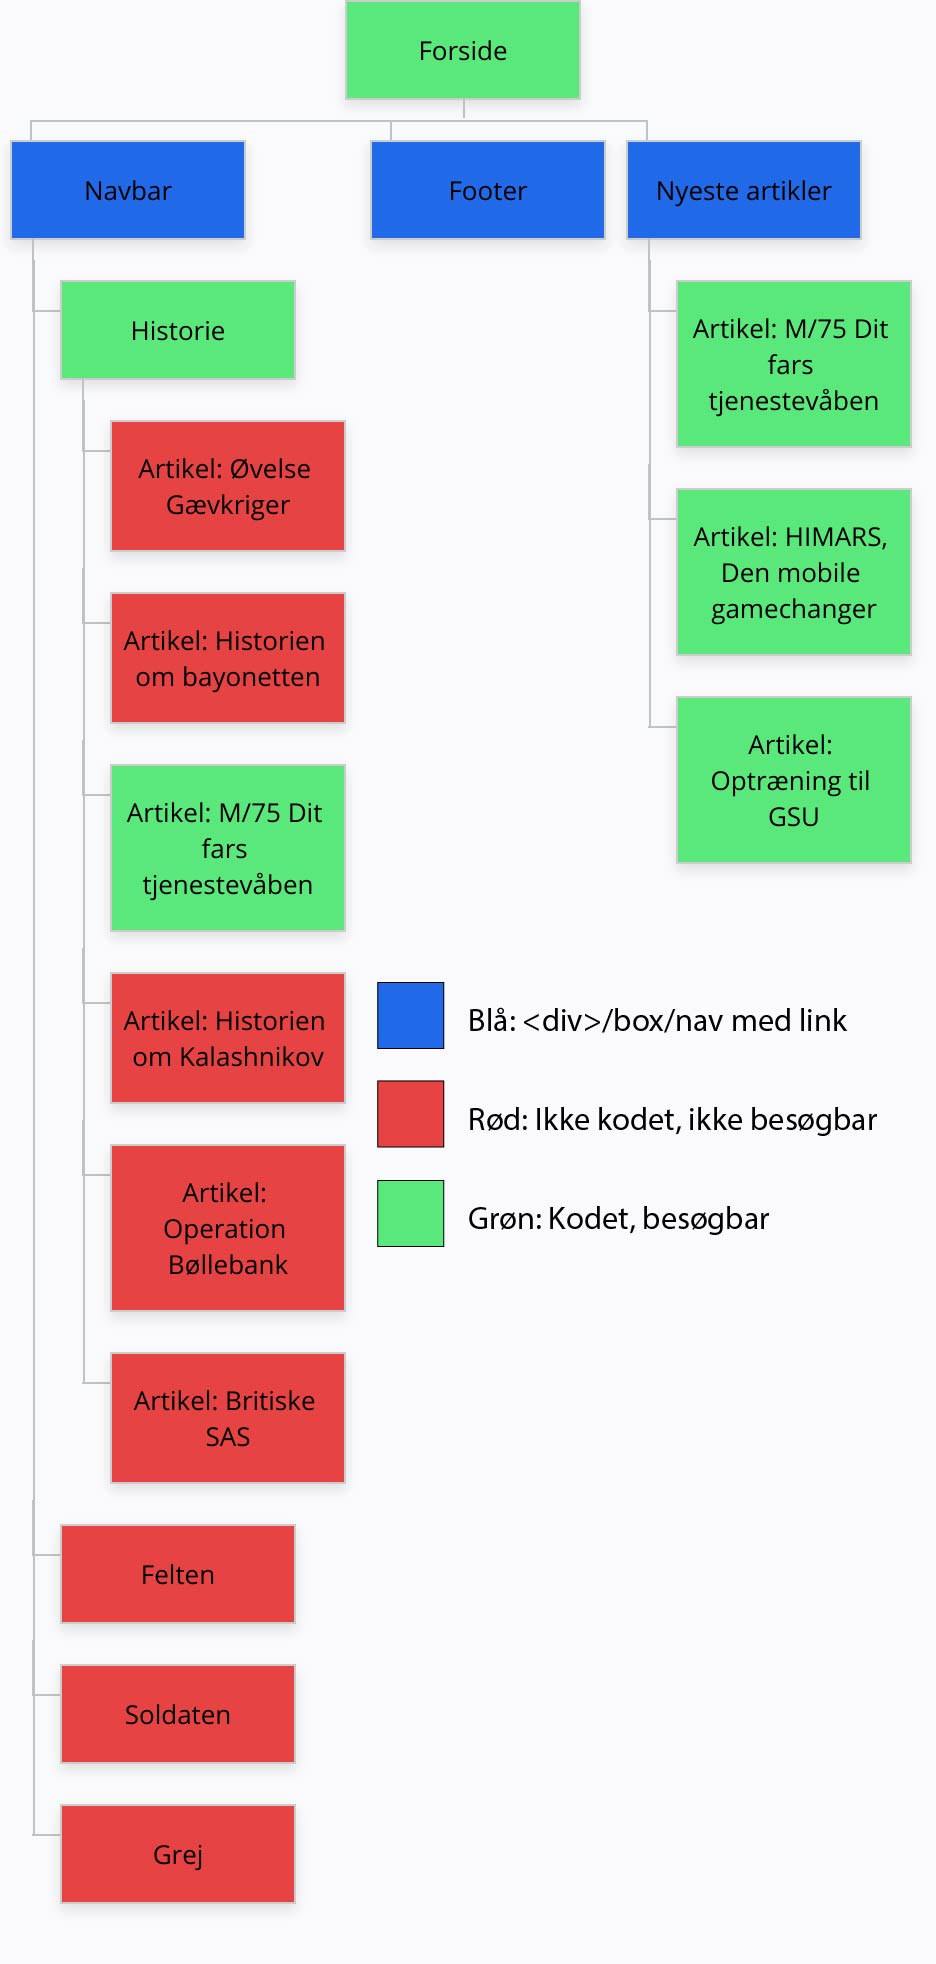 Forside
Navbar
Footer
Nyeste artikler
Historie
Artikel: Øvelse
Gævkriger
Artikel: Historien
om bayonetten
Artikel: M/75 Dit
fars
tjenestevåben
Artikel: Historien
om Kalashnikov
Artikel:
Operation
Bøllebank
Artikel: Britiske
SAS
Felten
Soldaten
Grej
Artikel: M/75 Dit
fars
tjenestevåben
Artikel: HIMARS,
Den mobile
gamechanger
Artikel:
Optræning til
GSU
Blå: <div>/box/nav med link
Rød: Ikke kodet, ikke besøgbar
Grøn: Kodet, besøgbar